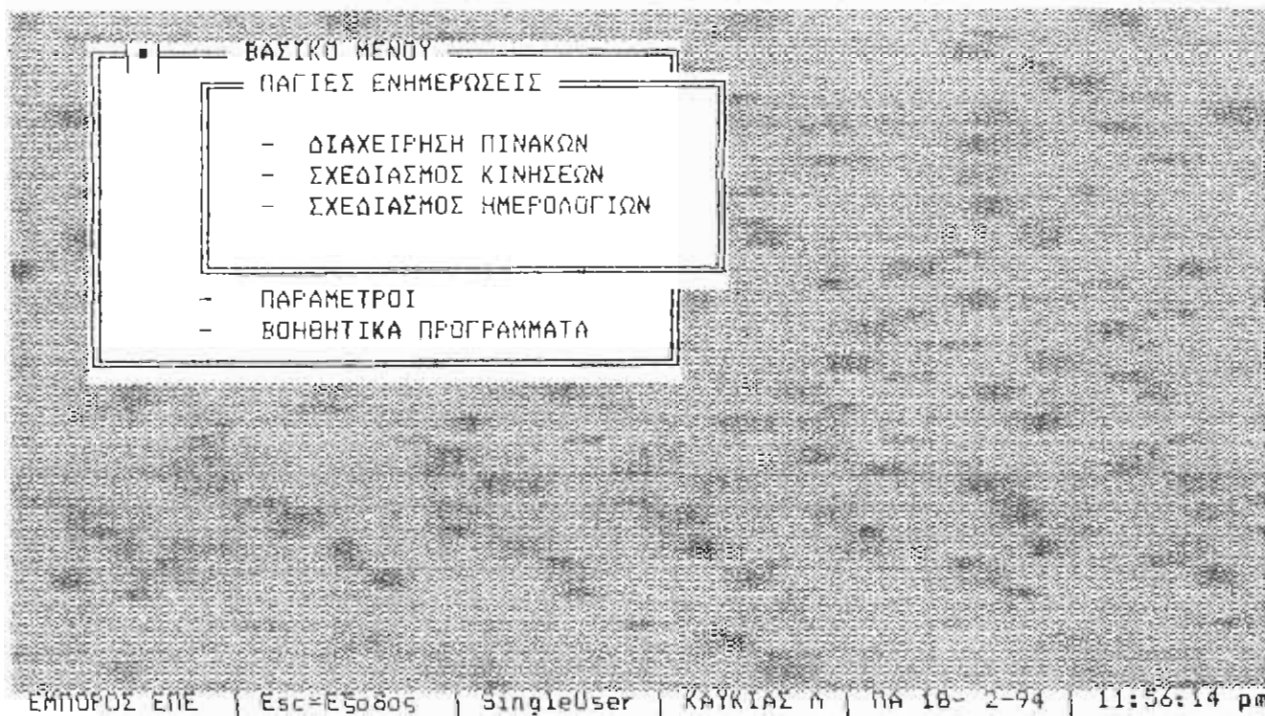 ΒΑΣΙΚΟ ΜΕΝΟΥ
ΠΑΓΙΕΣ ΕΝΗΜΕΡΩΣΕΙΣ
- ΔΙΑΧΕΙΡΗΣΗ ΠΙΝΑΚΩΝ
- ΣΧΕΔΙΑΣΜΟΣ ΚΙΝΗΣΕΩΝ
- ΣΧΕΔΙΑΣΜΟΣ ΗΜΕΡΟΛΟΓΙΩΝ
- ΠΑΡΑΜΕΤΡΟΙ
- ΒΟΗΘΗΤΙΚΑ ΠΡΟΓΡΑΜΜΑΤΑ
ΕΜΠΟΡΟΣ ΕΠΕ | Esc=Εξοδος | SingleUser | ΚΑΥΚΙΑΣ Λ | ΠΑ 18- 2-94 | 11:56:14 pm